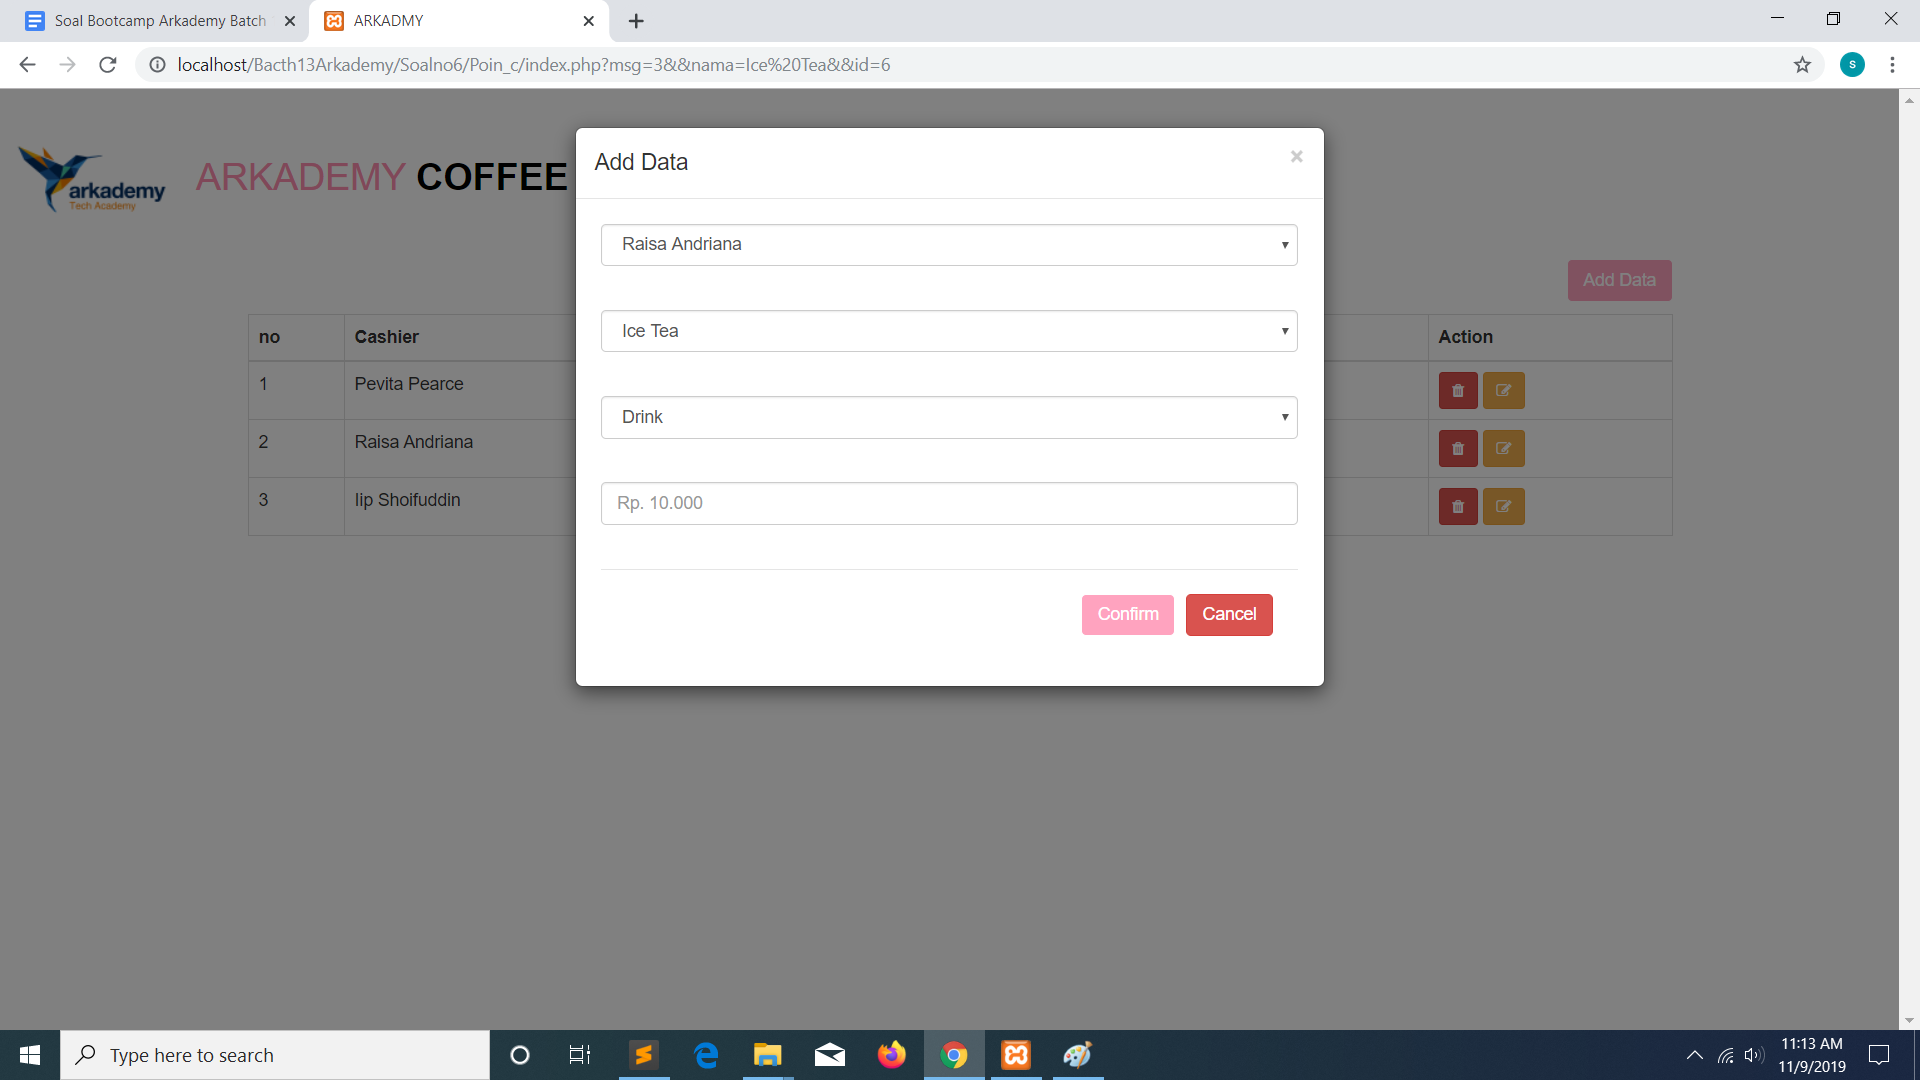 Soal Bootcamp Arkademy Batch
ARKADMY
localhost/Bacth13Arkademy/Soalno6/Poin_c/index.php?msg=3&&nama=Ice%20Tea&&id=6
S
arkademy
Tech Academy
ARKADEMY COFFEE
Add Data
Raisa Andriana
Ice Tea
Drink
Rp. 10.000
Confirm Cancel
Add Data
no Cashier Action
1 Pevita Pearce
2 Raisa Andriana
3 Iip Shoifuddin
Type here to search
11:13 AM
11/9/2019